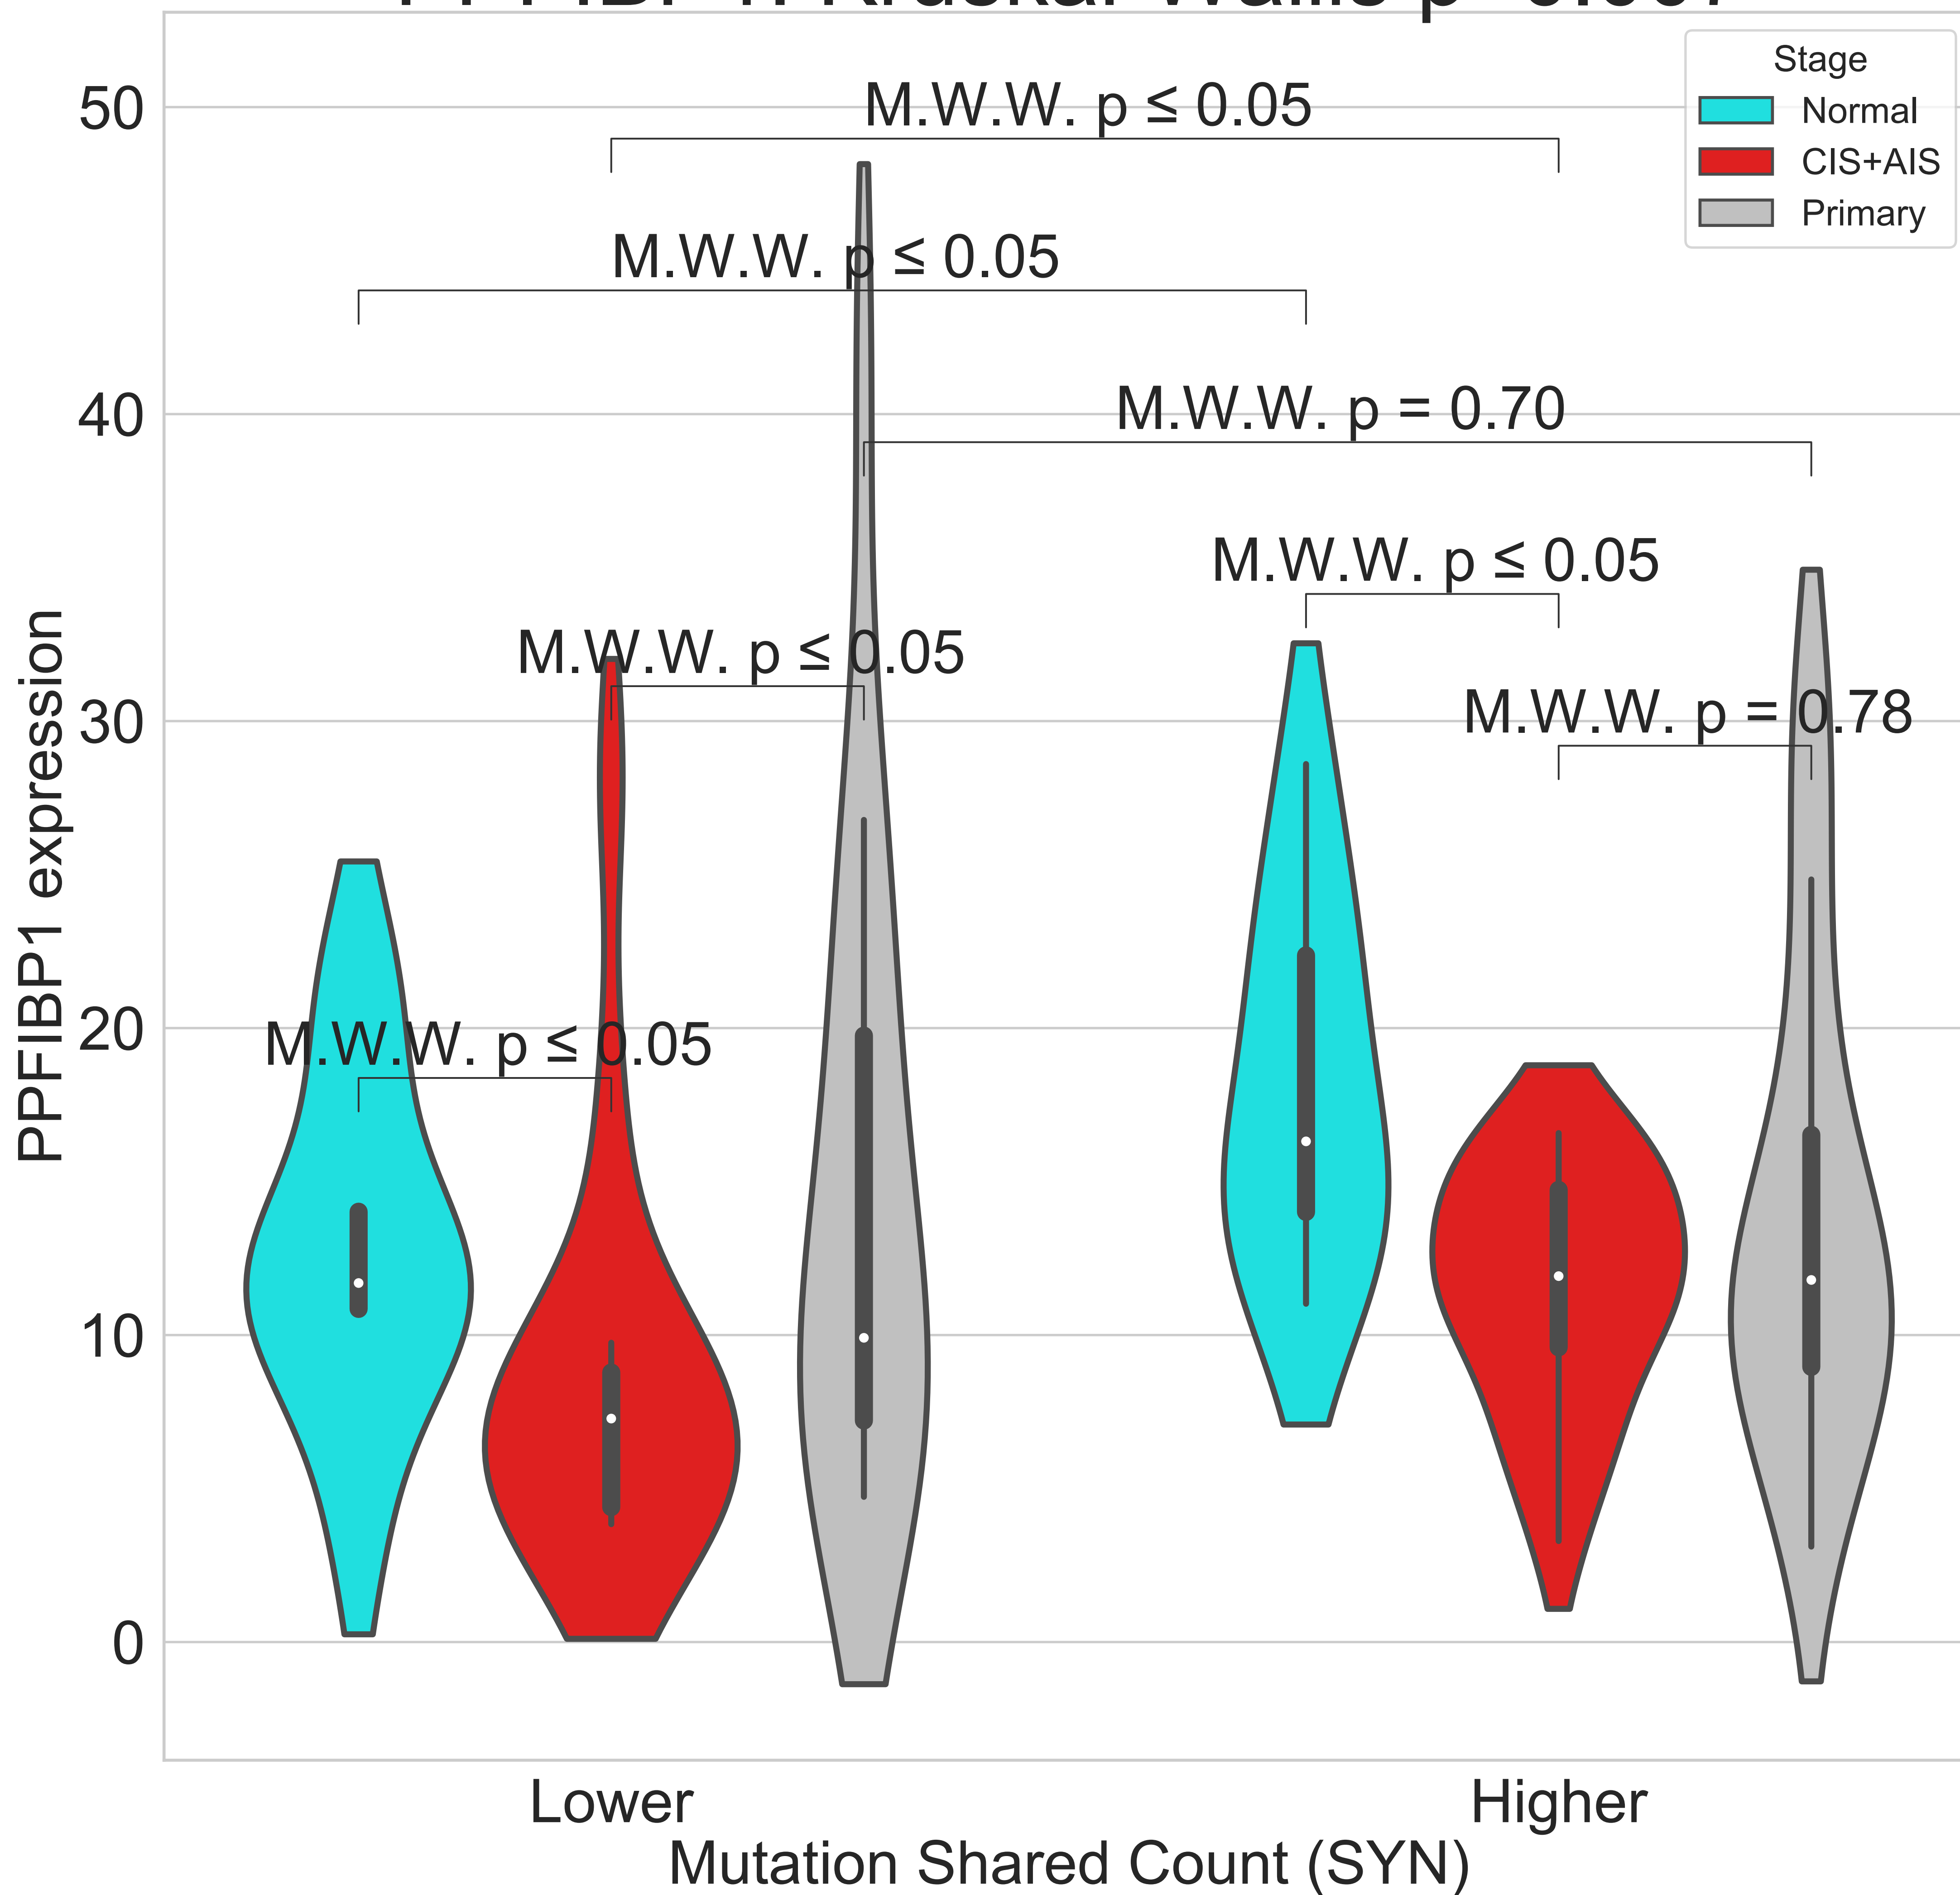 Stage
Normal
CIS+AIS
Primary
50
40
30
20
10
0
PPFIBP1 expression
M.W.W. p ≤ 0.05
M.W.W. p ≤ 0.05
M.W.W. p = 0.70
M.W.W. p ≤ 0.05
M.W.W. p ≤ 0.05
M.W.W. p = 0.78
M.W.W. p ≤ 0.05
Lower
Higher
Mutation Shared Count (SYN)